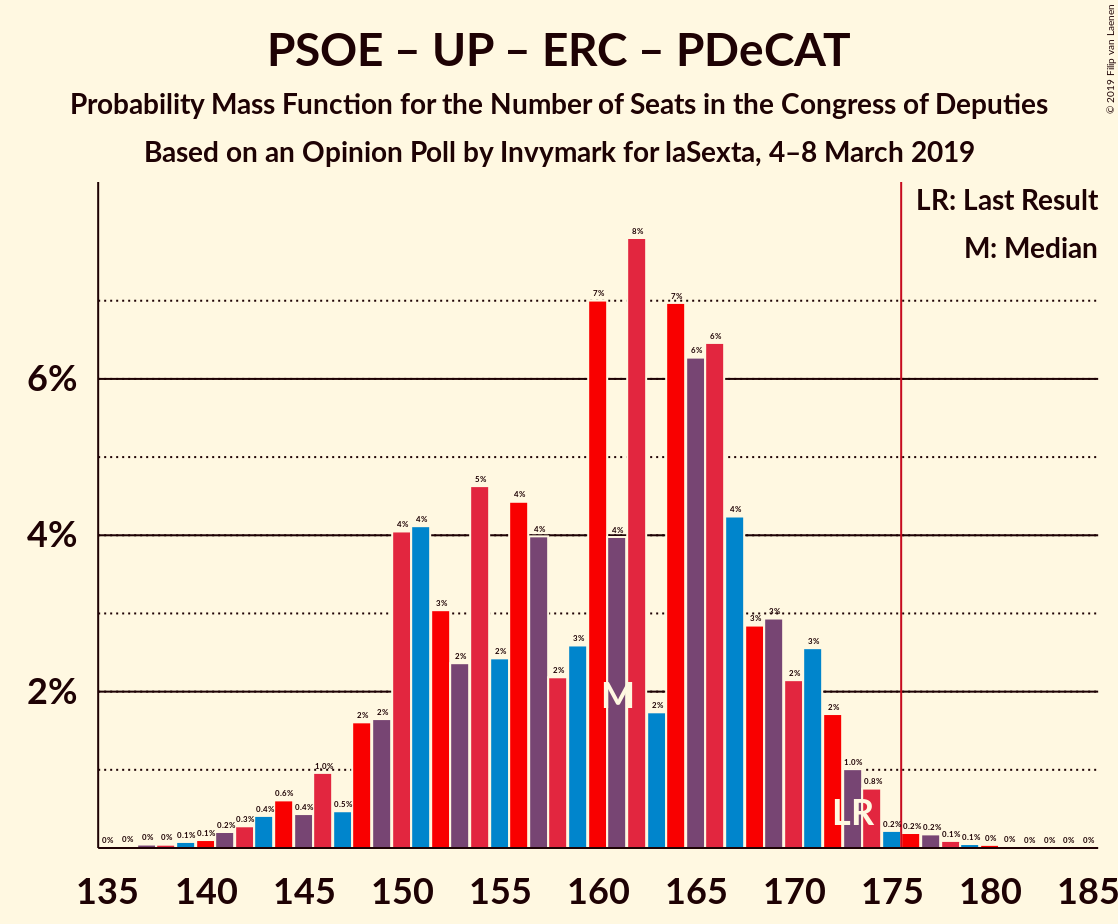 PSOE – UP – ERC – PDeCAT
Probability Mass Function for the Number of Seats in the Congress of Deputies
Based on an Opinion Poll by Invymark for laSexta, 4–8 March 2019
© 2019 Filip van Laenen
LR: Last Result
M: Median
6%
4%
2%
0% 0% 0% 0% 0.1% 0.1% 0.2% 0.3% 0.4% 0.6% 0.4% 1.0% 0.5% 2% 2% 4% 4% 3% 2% 5% 2% 4% 4% 2% 3% 7% 4% 8% 2% 7% 6% 6% 4% 3% 3% 2% 3% 2% 1.0% 0.8% 0.2% 0.2% 0.2% 0.1% 0.1% 0% 0% 0% 0% 0% 0%
M
LR
135 140 145 150 155 160 165 170 175 180 185